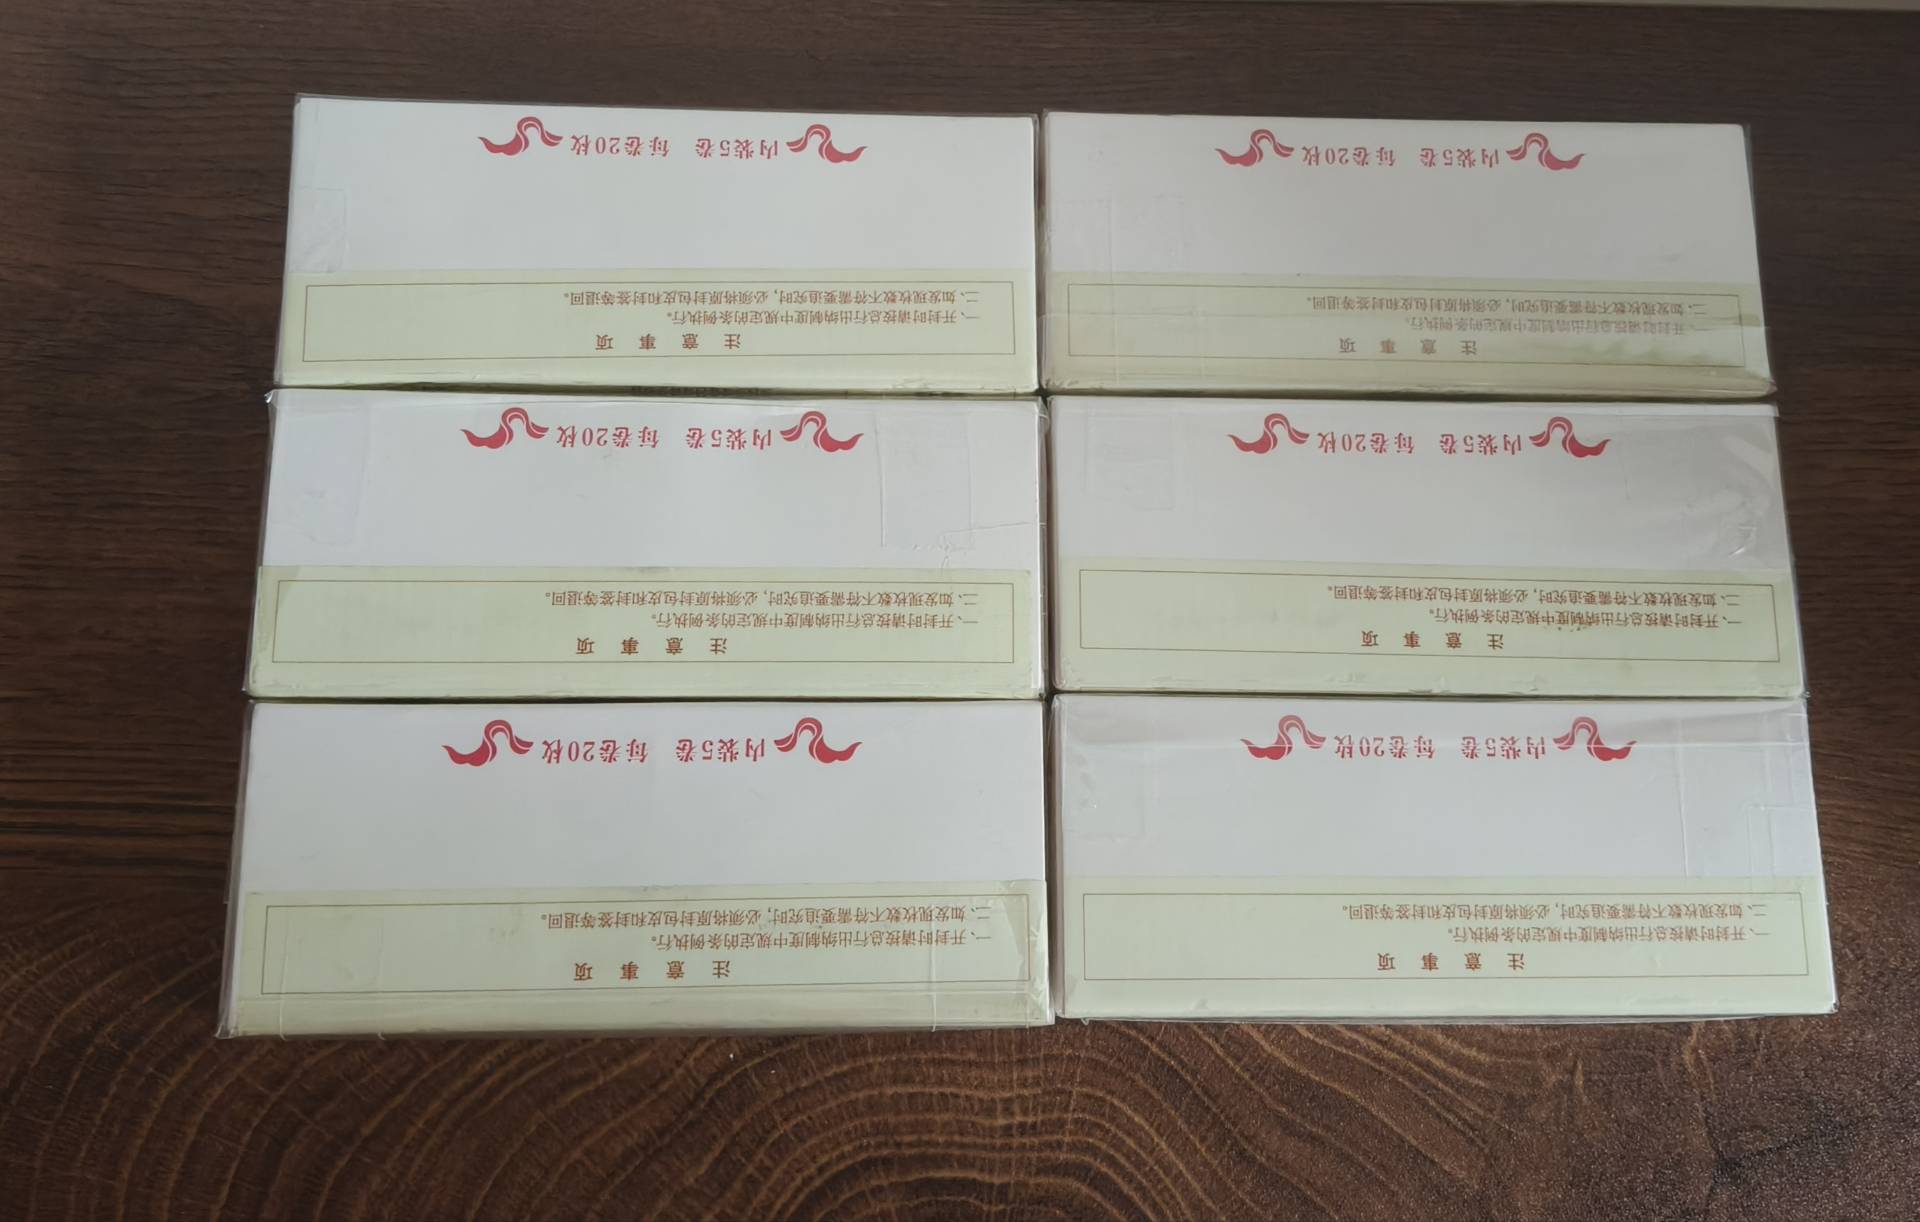 注意事项
一、开封时请按总行出纳制度中规定的条例执行。
二、如发现枚数不符需要追究时，必须将原封包皮和封签等退回。
内装5卷 每卷20枚
注意事项
一、开封时请按总行出纳制度中规定的条例执行。
二、如发现枚数不符需要追究时，必须将原封包皮和封签等退回。
内装5卷 每卷20枚
注意事项
一、开封时请按总行出纳制度中规定的条例执行。
二、如发现枚数不符需要追究时，必须将原封包皮和封签等退回。
内装5卷 每卷20枚
注意事项
一、开封时请按总行出纳制度中规定的条例执行。
二、如发现枚数不符需要追究时，必须将原封包皮和封签等退回。
内装5卷 每卷20枚
注意事项
一、开封时请按总行出纳制度中规定的条例执行。
二、如发现枚数不符需要追究时，必须将原封包皮和封签等退回。
内装5卷 每卷20枚
注意事项
一、开封时请按总行出纳制度中规定的条例执行。
二、如发现枚数不符需要追究时，必须将原封包皮和封签等退回。
内装5卷 每卷20枚